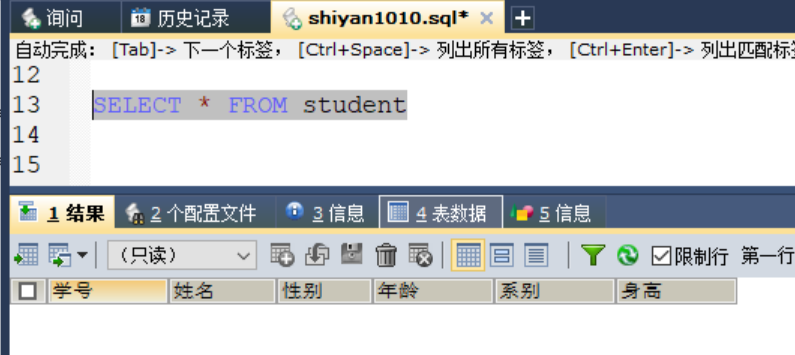 询问 历史记录 shiyan1010.sql* ×
自动完成： [Tab]-> 下一个标签， [Ctrl+Space]-> 列出所有标签， [Ctrl+Enter]-> 列出匹配标
12
13 SELECT * FROM student
14
15
1 结果 2 个配置文件 3 信息 4 表数据 5 信息
（只读） 限制行 第一行
学号 姓名 性别 年龄 系别 身高